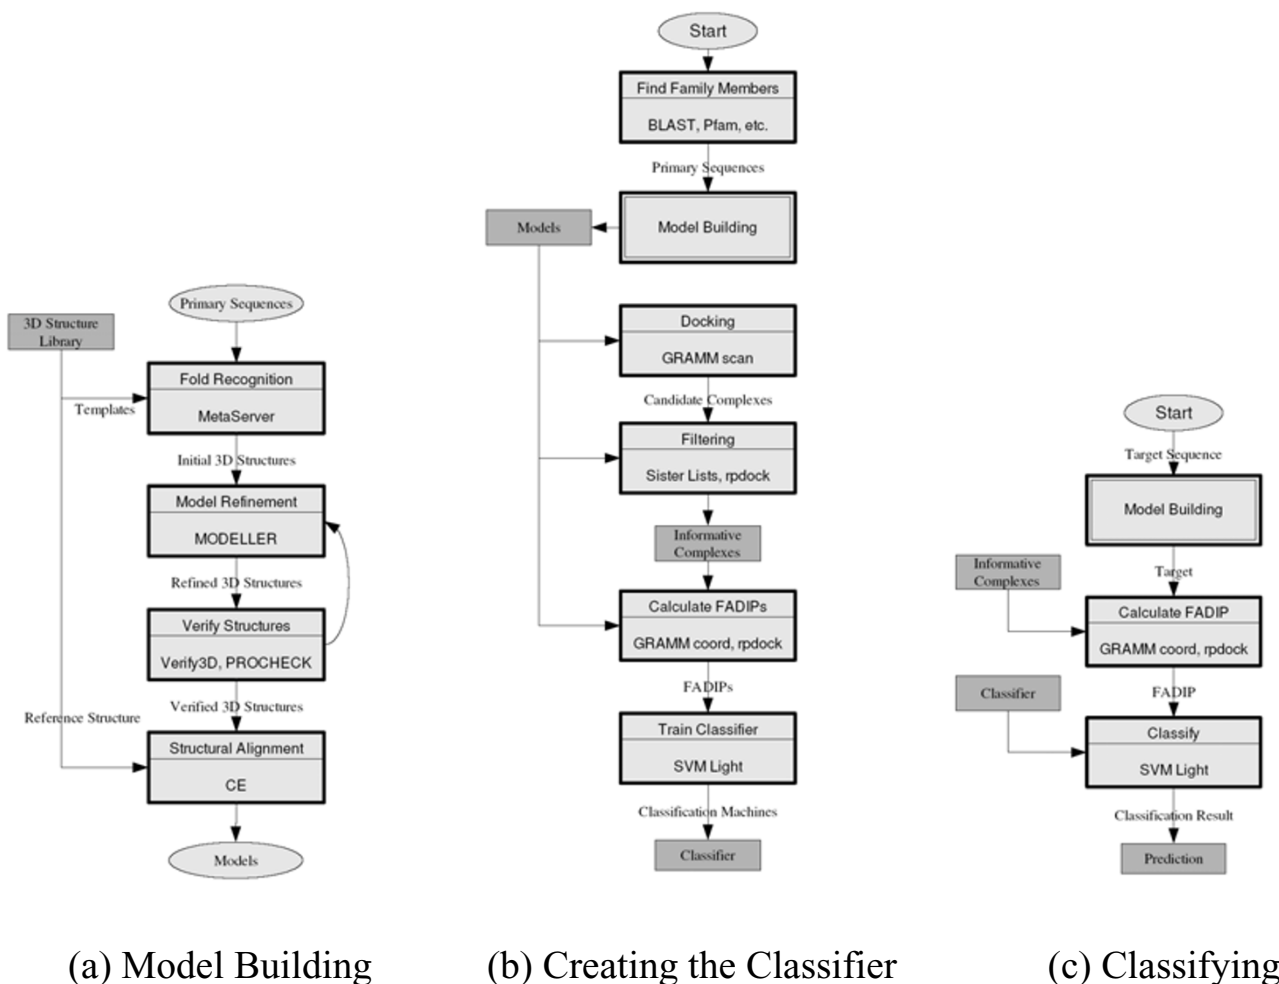 Primary Sequences
3D Structure
Library
Fold Recognition
MetaServer
Templates
Initial 3D Structures
Model Refinement
MODELLER
Refined 3D Structures
Verify Structures
Verify3D, PROCHECK
Verified 3D Structures
Reference Structure
Structural Alignment
CE
Models
(a) Model Building
Start
Find Family Members
BLAST, Pfam, etc.
Primary Sequences
Model Building
Models
Docking
GRAMM scan
Candidate Complexes
Filtering
Sister Lists, rpdock
Informative
Complexes
Calculate FADIPs
GRAMM coord, rpdock
FADIPs
Train Classifier
SVM Light
Classification Machines
Classifier
(b) Creating the Classifier
Start
Target Sequence
Model Building
Target
Informative
Complexes
Calculate FADIP
GRAMM coord, rpdock
FADIP
Classifier
Classify
SVM Light
Classification Result
Prediction
(c) Classifying